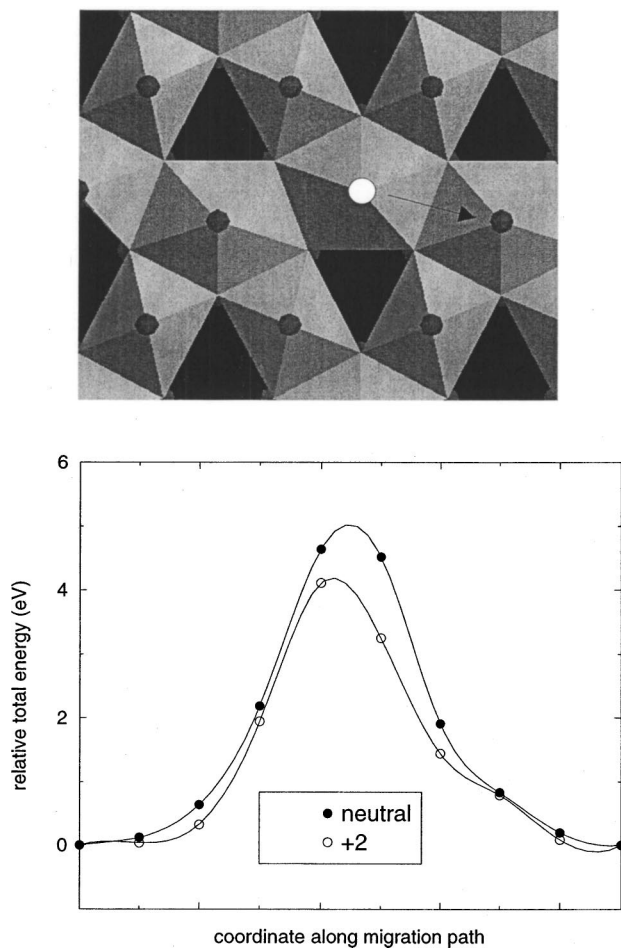 6
4
2
0
relative total energy (eV)
neutral
+2
coordinate along migration path